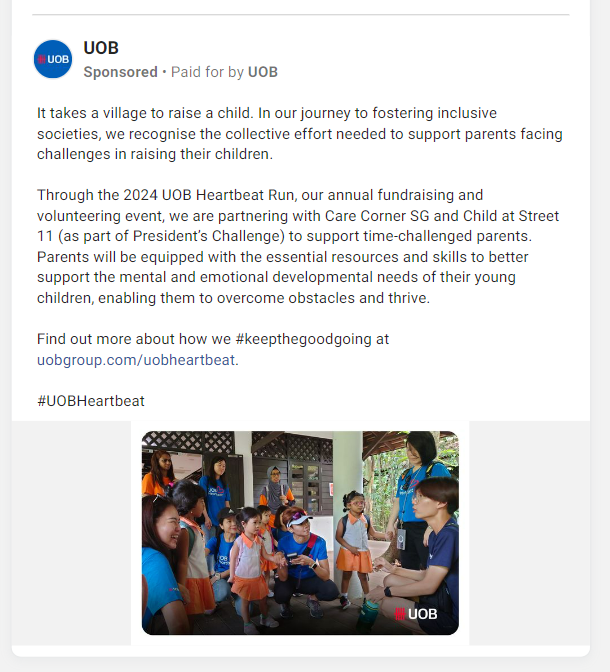 UOB
UOB
Sponsored • Paid for by UOB
It takes a village to raise a child. In our journey to fostering inclusive
societies, we recognise the collective effort needed to support parents facing
challenges in raising their children.
Through the 2024 UOB Heartbeat Run, our annual fundraising and
volunteering event, we are partnering with Care Corner SG and Child at Street
11 (as part of President’s Challenge) to support time-challenged parents.
Parents will be equipped with the essential resources and skills to better
support the mental and emotional developmental needs of their young
children, enabling them to overcome obstacles and thrive.
Find out more about how we #keepthegoodgoing at
uobgroup.com/uobheartbeat.
#UOBHeartbeat
UOB